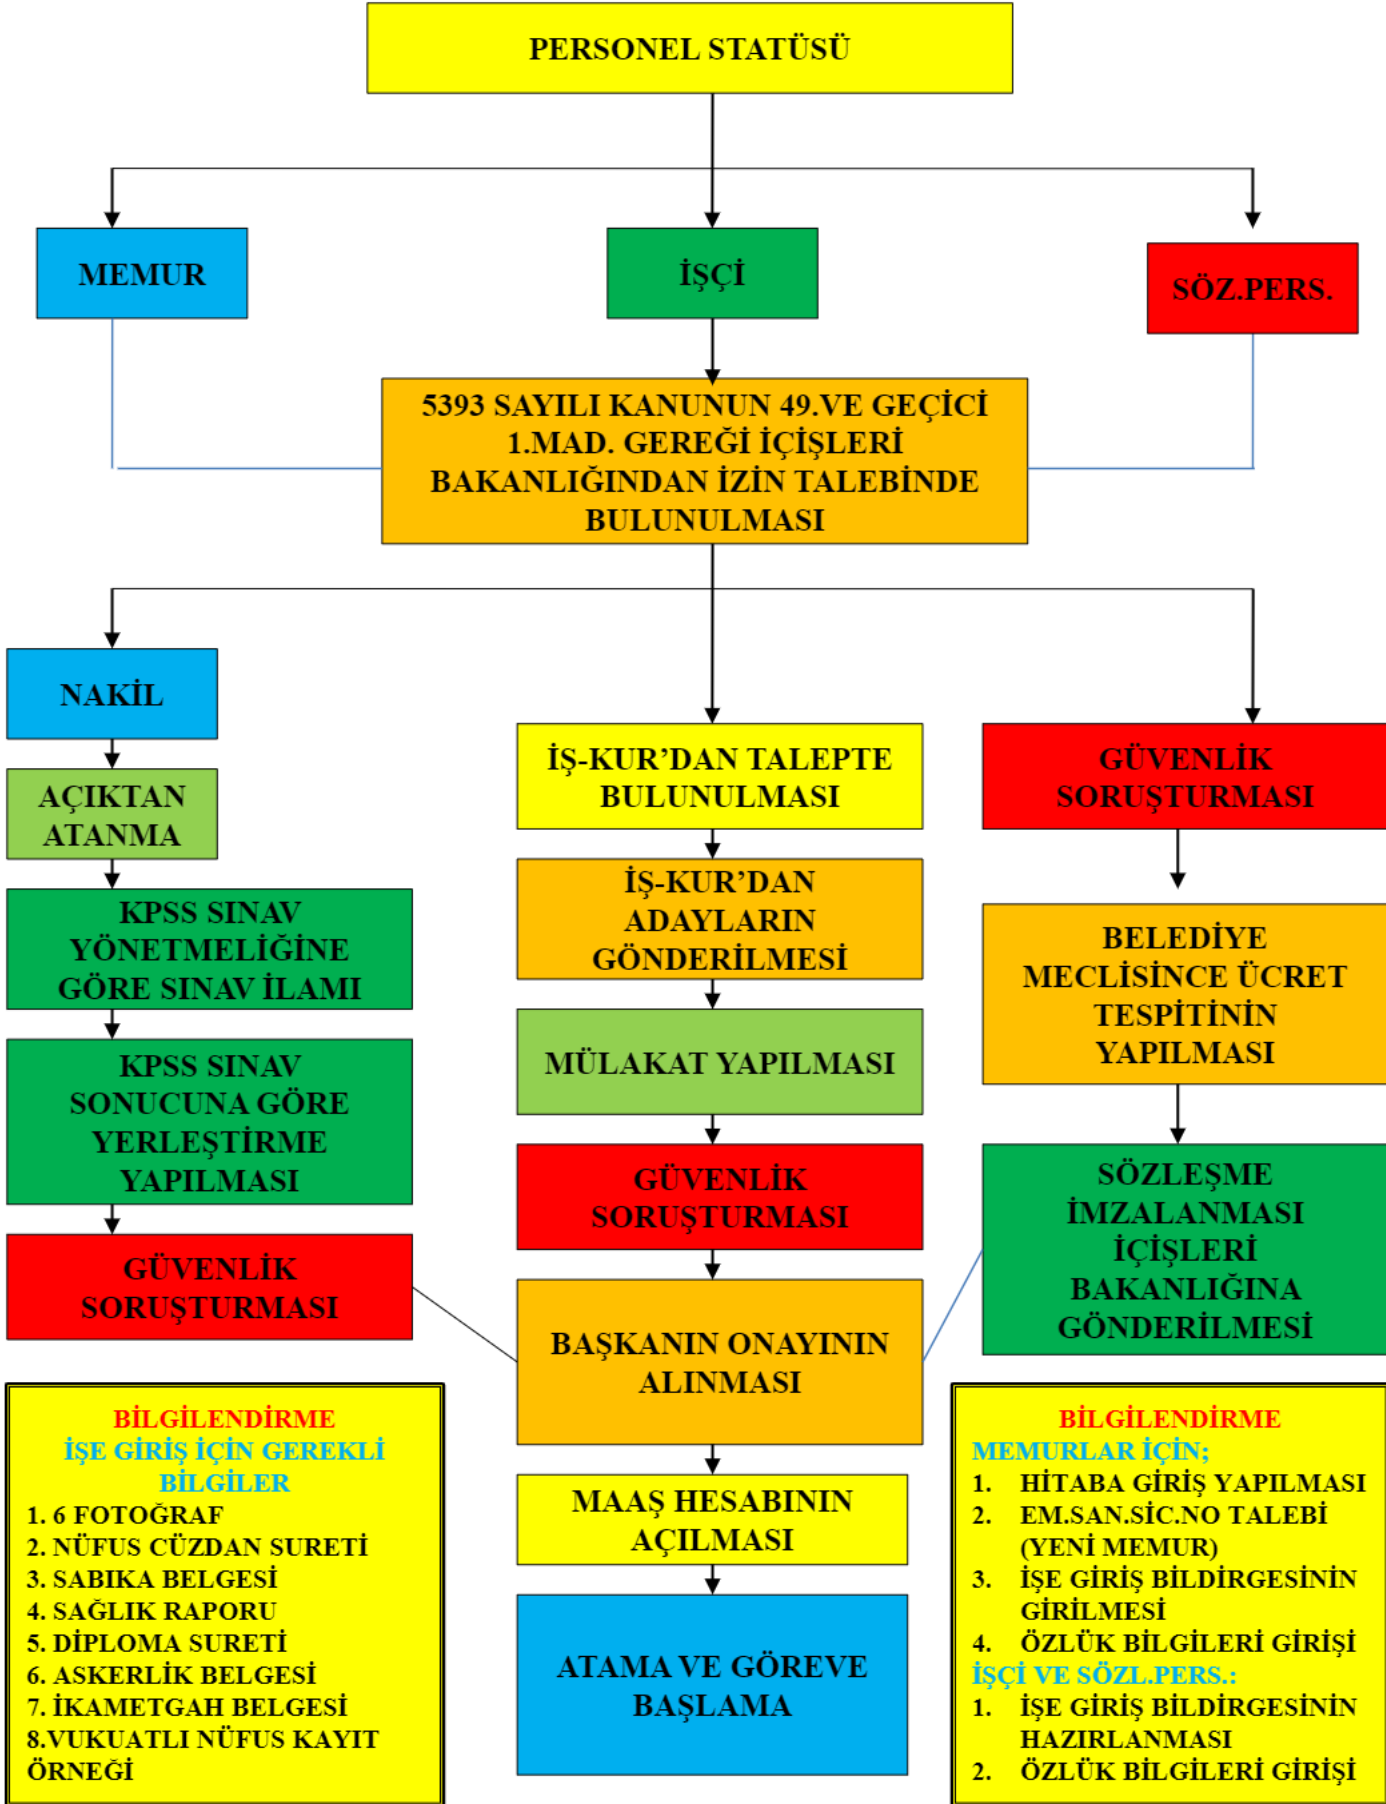 PERSONEL STATÜSÜ
MEMUR
İŞÇİ
SÖZ.PERS.
5393 SAYILI KANUNUN 49.VE GEÇİCİ
1.MAD. GEREĞİ İÇİŞLERİ
BAKANLIĞINDAN İZİN TALEBİNDE
BULUNULMASI
NAKİL
AÇIKTAN
ATANMA
KPSS SINAV
YÖNETMELİĞİNE
GÖRE SINAV İLAMI
KPSS SINAV
SONUCUNA GÖRE
YERLEŞTİRME
YAPILMASI
GÜVENLİK
SORUŞTURMASI
İŞ-KUR’DAN TALEPTE
BULUNULMASI
İŞ-KUR’DAN
ADAYLARIN
GÖNDERİLMESİ
MÜLAKAT YAPILMASI
GÜVENLİK
SORUŞTURMASI
BAŞKANIN ONAYININ
ALINMASI
MAAŞ HESABININ
AÇILMASI
ATAMA VE GÖREVE
BAŞLAMA
GÜVENLİK
SORUŞTURMASI
BELEDİYE
MECLİSİNCE ÜCRET
TESPİTİNİN
YAPILMASI
SÖZLEŞME
İMZALANMASI
İÇİŞLERİ
BAKANLIĞINA
GÖNDERİLMESİ
BİLGİLENDİRME
İŞE GİRİŞ İÇİN GEREKLİ
BİLGİLER
1. 6 FOTOĞRAF
2. NÜFUS CÜZDAN SURETİ
3. SABIKA BELGESİ
4. SAĞLIK RAPORU
5. DİPLOMA SURETİ
6. ASKERLİK BELGESİ
7. İKAMETGAH BELGESİ
8.VUKUATLI NÜFUS KAYIT
ÖRNEĞİ
BİLGİLENDİRME
MEMURLAR İÇİN;
1. HİTABA GİRİŞ YAPILMASI
2. EM.SAN.SİC.NO TALEBİ
(YENİ MEMUR)
3. İŞE GİRİŞ BİLDİRGESİNİN
GİRİLMESİ
4. ÖZLÜK BİLGİLERİ GİRİŞİ
İŞÇİ VE SÖZL.PERS.:
1. İŞE GİRİŞ BİLDİRGESİNİN
HAZIRLANMASI
2. ÖZLÜK BİLGİLERİ GİRİŞİ